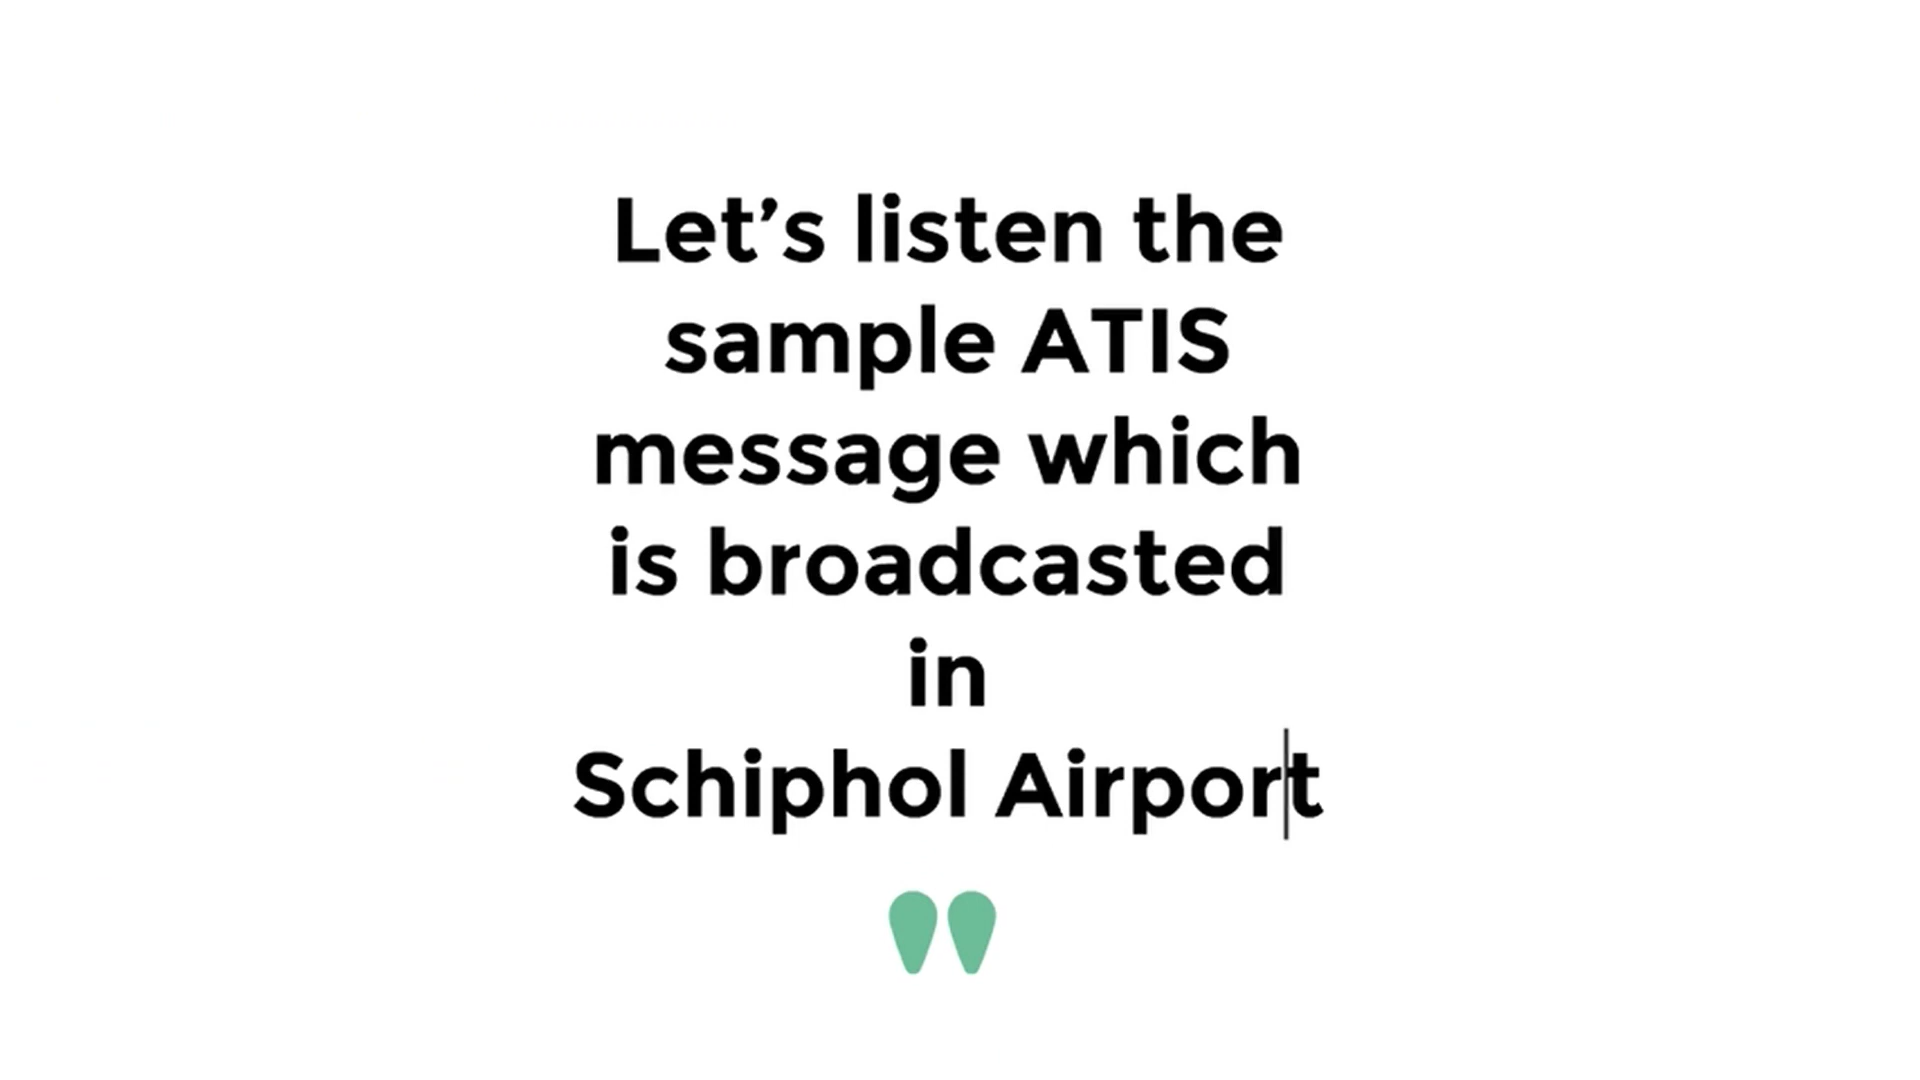 Let’s listen the
sample ATIS
message which
is broadcasted
in
Schiphol Airport